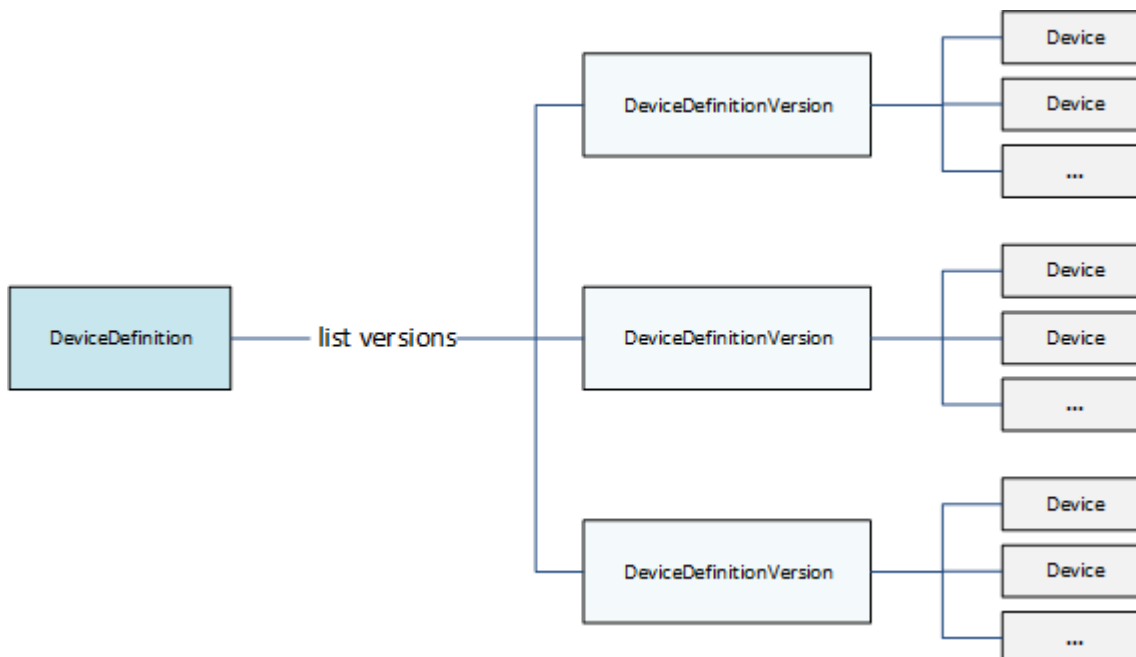 DeviceDefinition
list versions
DeviceDefinitionVersion
Device
Device
...
DeviceDefinitionVersion
Device
Device
...
DeviceDefinitionVersion
Device
Device
...